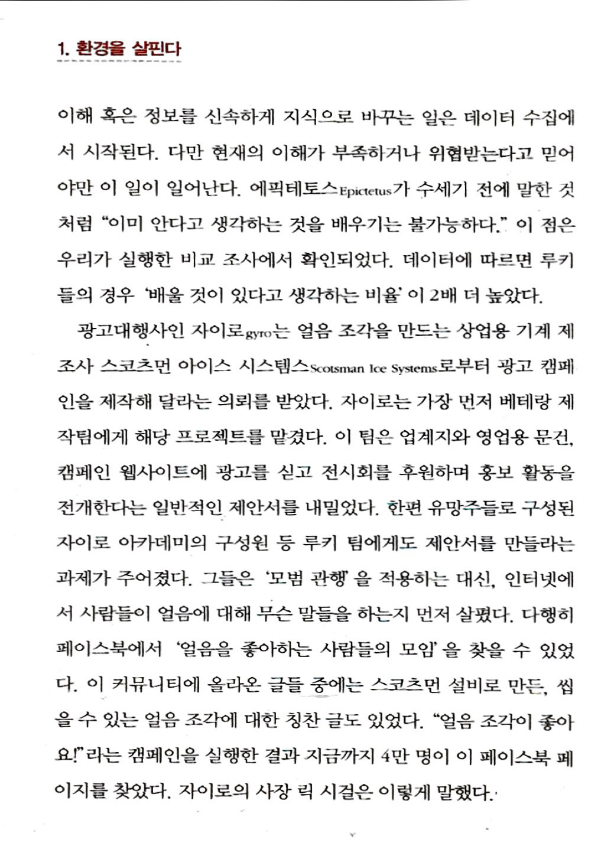 1. 환경을 살핀다
이해 혹은 정보를 신속하게 지식으로 바꾸는 일은 데이터 수집에
서 시작된다. 다만 현재의 이해가 부족하거나 위협받는다고 믿어
야만 이 일이 일어난다. 에픽테토스Epictetus가 수세기 전에 말한 것
처럼 “이미 안다고 생각하는 것을 배우기는 불가능하다.” 이 점은
우리가 실행한 비교 조사에서 확인되었다. 데이터에 따르면 루키
들의 경우 ‘배울 것이 있다고 생각하는 비율’이 2배 더 높았다.
광고대행사인 자이로gyro는 얼음 조각을 만드는 상업용 기계 제
조사 스코츠먼 아이스 시스템스Scotsman Ice Systems로부터 광고 캠페
인을 제작해 달라는 의뢰를 받았다. 자이로는 가장 먼저 베테랑 제
작팀에게 해당 프로젝트를 맡겼다. 이 팀은 업계지와 영업용 문건,
캠페인 웹사이트에 광고를 싣고 전시회를 후원하며 홍보 활동을
전개한다는 일반적인 제안서를 내밀었다. 한편 유망주들로 구성된
자이로 아카데미의 구성원 등 루키 팀에게도 제안서를 만들라는
과제가 주어졌다. 그들은 ‘모범 관행’을 적용하는 대신, 인터넷에
서 사람들이 얼음에 대해 무슨 말들을 하는지 먼저 살폈다. 다행히
페이스북에서 ‘얼음을 좋아하는 사람들의 모임’을 찾을 수 있었
다. 이 커뮤니티에 올라온 글들 중에는 스코츠먼 설비로 만든, 씹
을 수 있는 얼음 조각에 대한 칭찬 글도 있었다. “얼음 조각이 좋아
요!”라는 캠페인을 실행한 결과 지금까지 4만 명이 이 페이스북 페
이지를 찾았다. 자이로의 사장 릭 시걸은 이렇게 말했다.